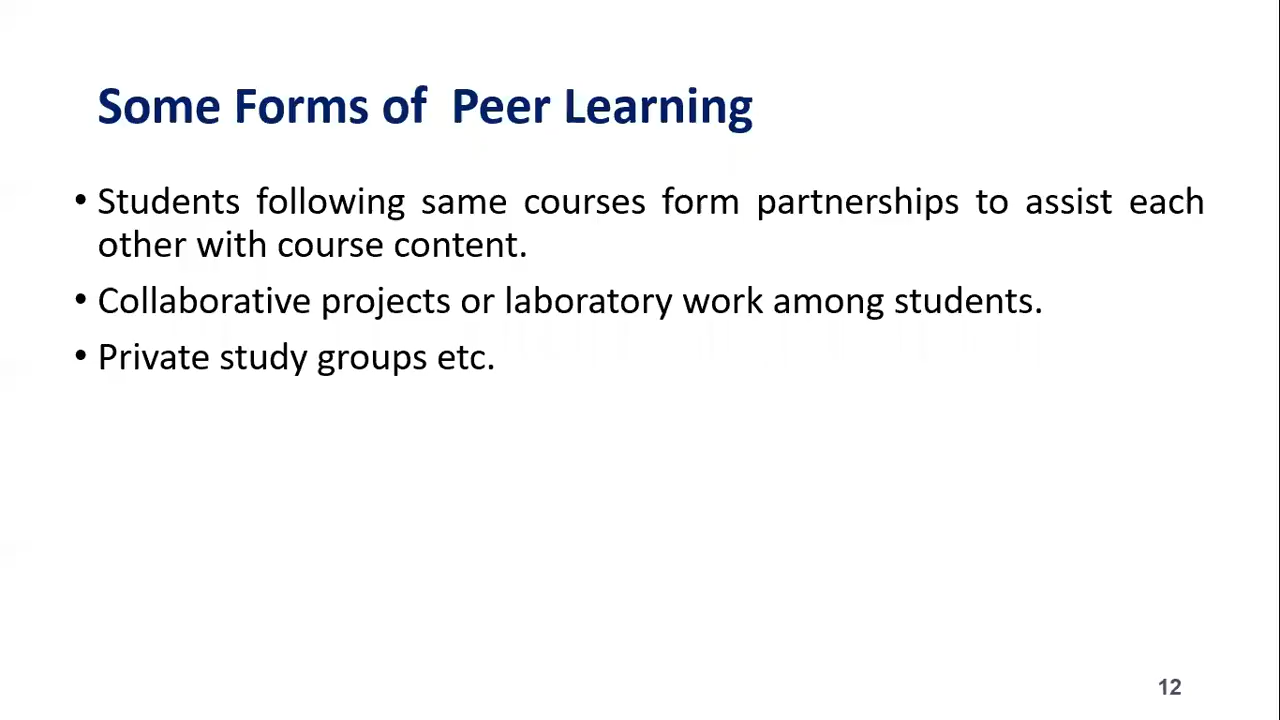 Some Forms of  Peer Learning
• Students following same courses form partnerships to assist each
other with course content.
• Collaborative projects or laboratory work among students.
• Private study groups etc.
12